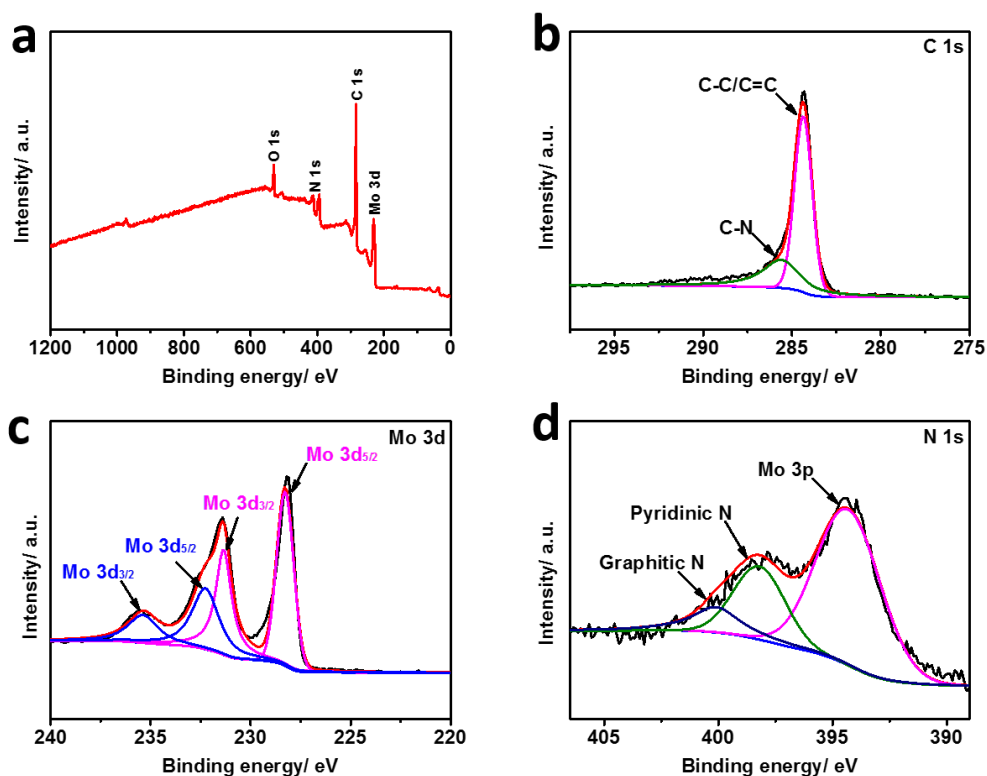 a
O 1s
N 1s
C 1s
Mo 3d
Intensity/ a.u.
1200 1000 800 600 400 200 0
Binding energy/ eV
b
C 1s
C-C/C=C
C-N
Intensity/ a.u.
295 290 285 280 275
Binding energy/ eV
c
Mo 3d
Mo 3d5/2
Mo 3d3/2
Mo 3d5/2
Mo 3d3/2
Intensity/ a.u.
240 235 230 225 220
Binding energy/ eV
d
N 1s
Mo 3p
Pyridinic N
Graphitic N
Intensity/ a.u.
405 400 395 390
Binding energy/ eV